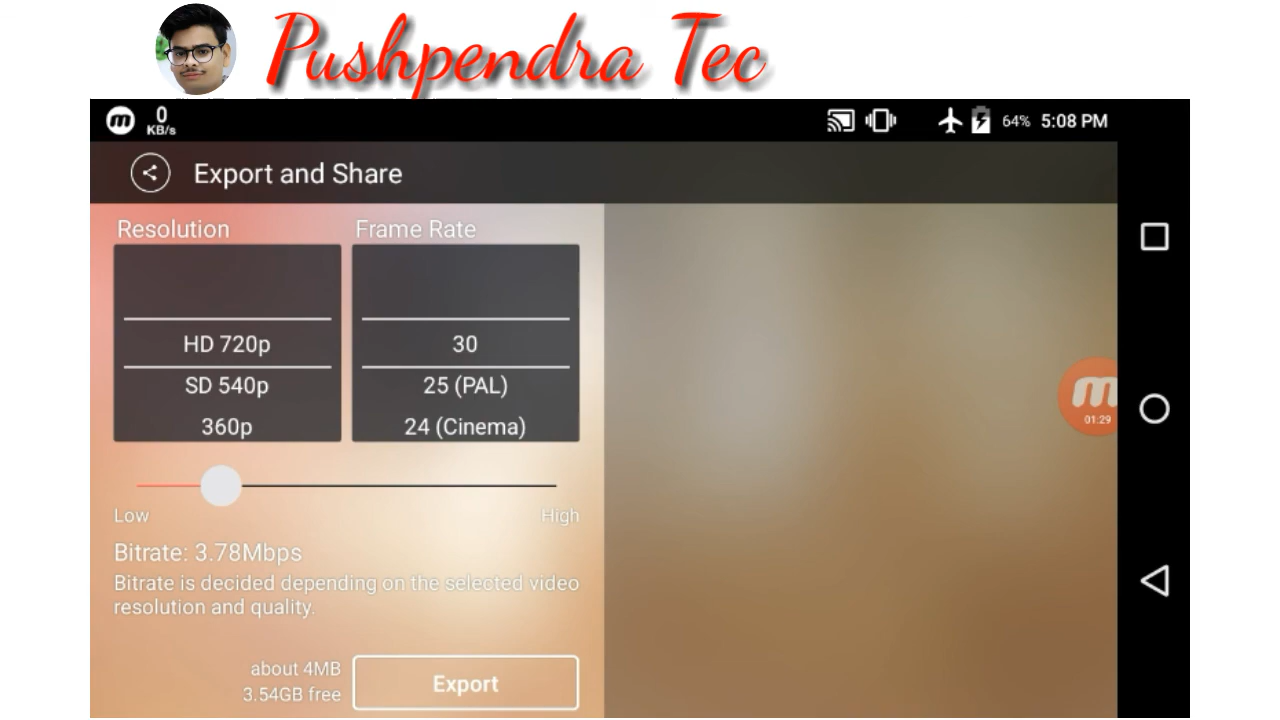 Pushpendra Tec
m 0 KB/s 64% 5:08 PM
Export and Share
Resolution Frame Rate
HD 720p 30
SD 540p 25 (PAL)
360p 24 (Cinema)
m
01:29
Low High
Bitrate: 3.78Mbps
Bitrate is decided depending on the selected video
resolution and quality.
about 4MB
3.54GB free
Export